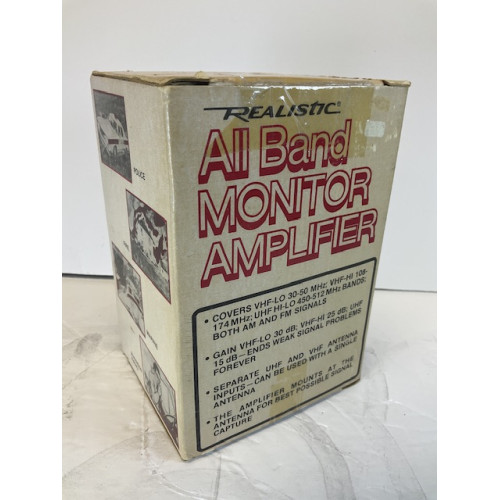 REALISTIC®
All Band
MONITOR
AMPLIFIER
• COVERS VHF-LO 30-50 MHz; VHF-HI 108-
174 MHz; UHF HI-LO 450-512 MHz BANDS;
BOTH AM AND FM SIGNALS
• GAIN VHF-LO 30 dB; VHF-HI 25 dB; UHF
15 dB—ENDS WEAK SIGNAL PROBLEMS
FOREVER
• SEPARATE UHF AND VHF ANTENNA
INPUTS—CAN BE USED WITH A SINGLE
ANTENNA
• THE AMPLIFIER MOUNTS AT THE
ANTENNA FOR BEST POSSIBLE SIGNAL
CAPTURE
POLICE